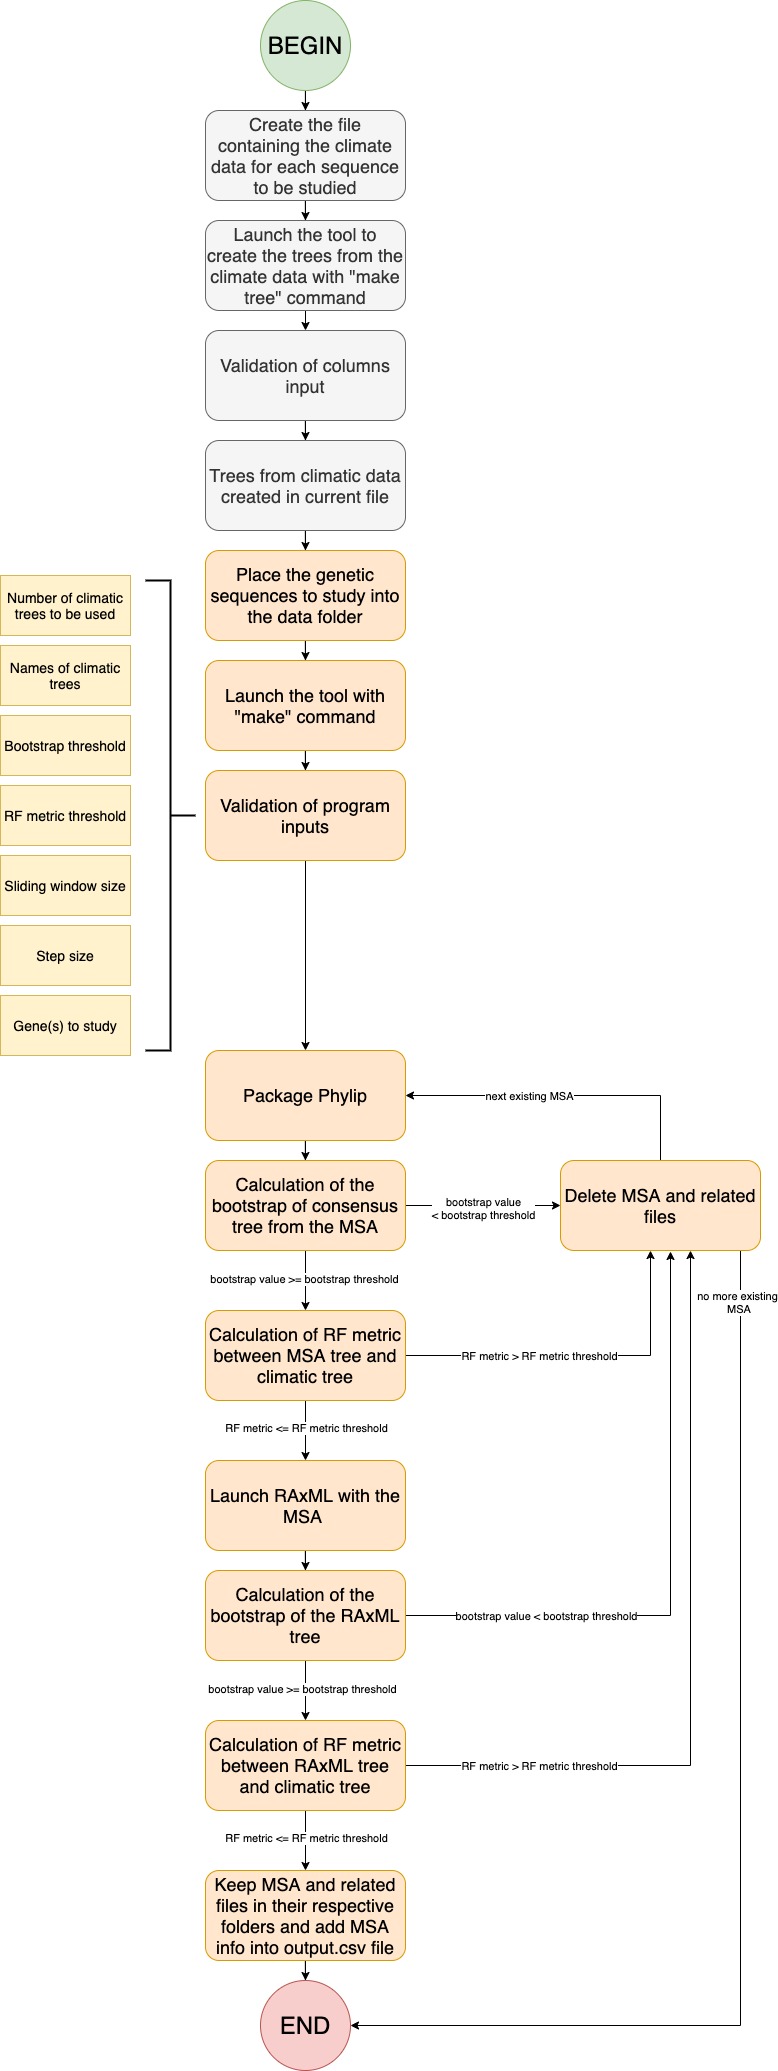 BEGIN
Create the file
containing the climate
data for each sequence
to be studied
Launch the tool to
create the trees from the
climate data with "make
tree" command
Validation of columns
input
Trees from climatic data
created in current file
Place the genetic
sequences to study into
the data folder
Launch the tool with
"make" command
Validation of program
inputs
Number of climatic
trees to be used
Names of climatic
trees
Bootstrap threshold
RF metric threshold
Sliding window size
Step size
Gene(s) to study
Package Phylip
next existing MSA
Calculation of the
bootstrap of consensus
tree from the MSA
bootstrap value
< bootstrap threshold
Delete MSA and related
files
bootstrap value >= bootstrap threshold
no more existing
MSA
Calculation of RF metric
between MSA tree and
climatic tree
RF metric > RF metric threshold
RF metric <= RF metric threshold
Launch RAxML with the
MSA
Calculation of the
bootstrap of the RAxML
tree
bootstrap value < bootstrap threshold
bootstrap value >= bootstrap threshold
Calculation of RF metric
between RAxML tree
and climatic tree
RF metric > RF metric threshold
RF metric <= RF metric threshold
Keep MSA and related
files in their respective
folders and add MSA
info into output.csv file
END